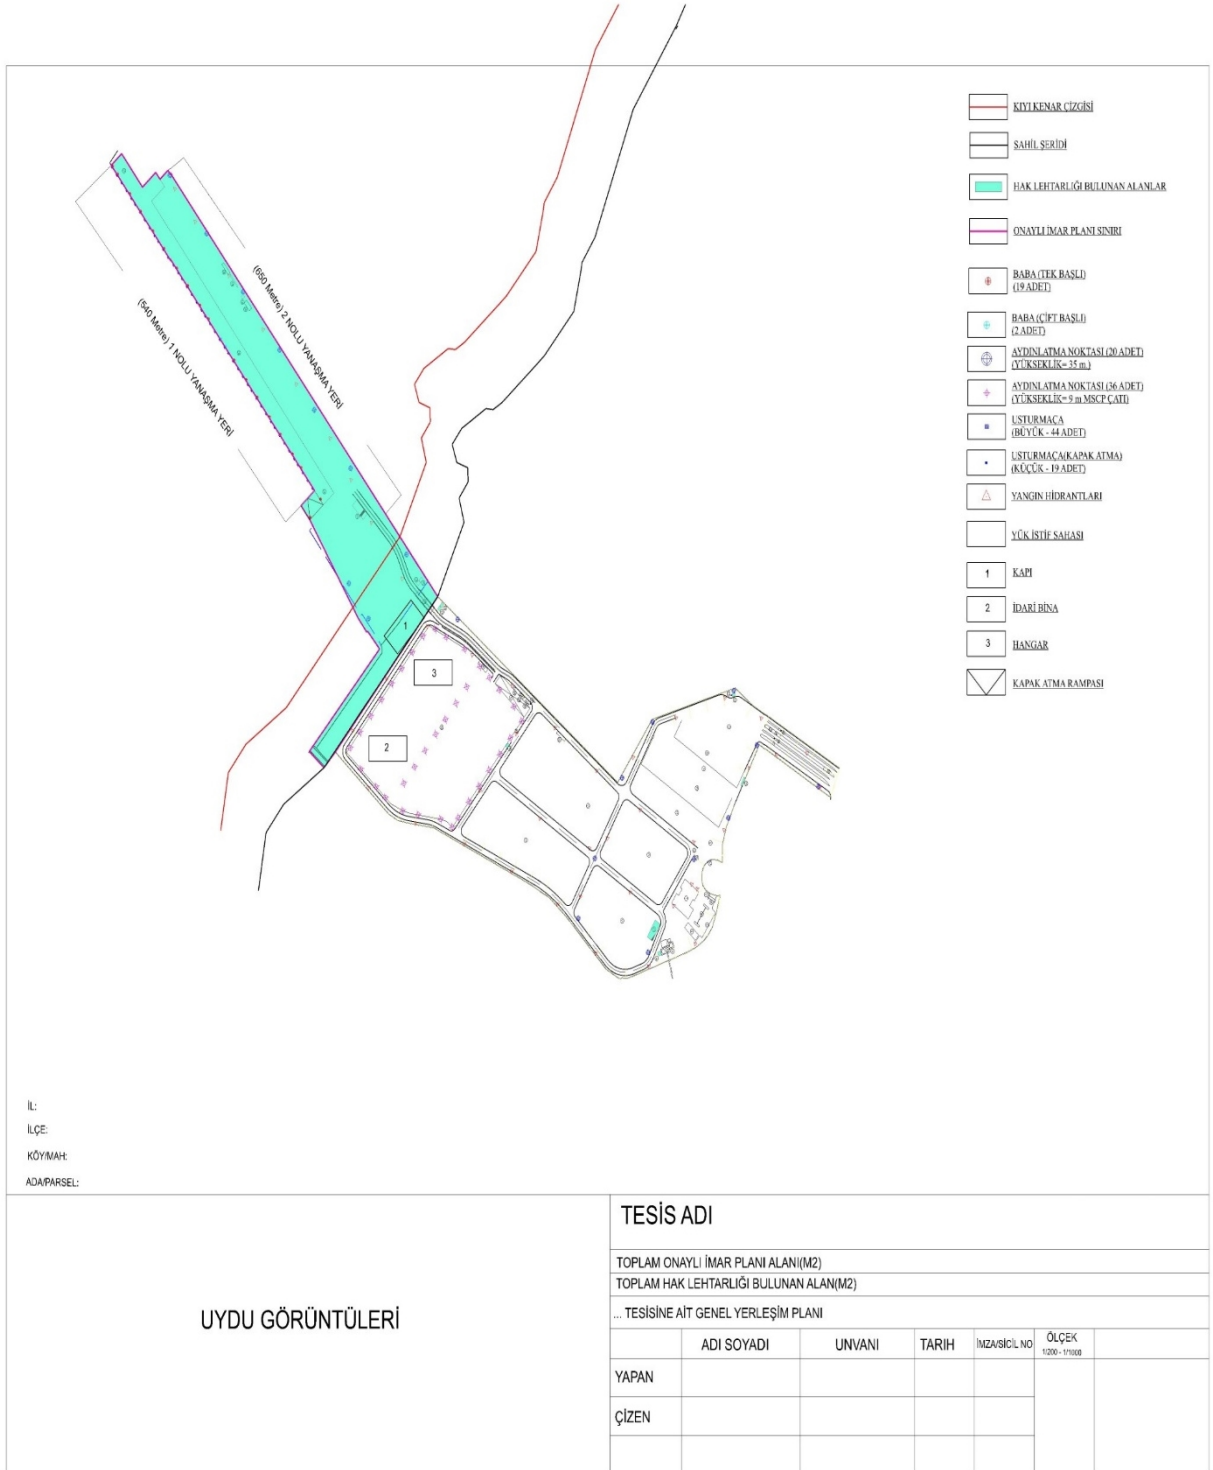 KIYI KENAR ÇİZGİSİ
SAHİL ŞERİDİ
HAK LEHTARLIĞI BULUNAN ALANLAR
ONAYLI İMAR PLANI SINIRI
BABA (TEK BAŞLI)
(19 ADET)
BABA (ÇİFT BAŞLI)
(2 ADET)
AYDINLATMA NOKTASI (20 ADET)
(YÜKSEKLİK= 35 m.)
AYDINLATMA NOKTASI (36 ADET)
(YÜKSEKLİK= 9 m MSCP ÇATI)
USTURMAÇA
(BÜYÜK - 44 ADET)
USTURMAÇA(KAPAK ATMA)
(KÜÇÜK - 19 ADET)
YANGIN HİDRANTLARI
YÜK İSTİF SAHASI
1 KAPI
2 İDARİ BİNA
3 HANGAR
KAPAK ATMA RAMPASI
(650 Metre) 2 NOLU YANAŞMA YERİ
(540 Metre) 1 NOLU YANAŞMA YERİ
1
3
2
İL:
İLÇE:
KÖY/MAH:
ADA/PARSEL:
UYDU GÖRÜNTÜLERİ
TESİS ADI
TOPLAM ONAYLI İMAR PLANI ALANI(M2)
TOPLAM HAK LEHTARLIĞI BULUNAN ALAN(M2)
... TESİSİNE AİT GENEL YERLEŞİM PLANI
ADI SOYADI UNVANI TARIH İMZA/SİCİL NO ÖLÇEK
1/200 - 1/1000
YAPAN
ÇİZEN